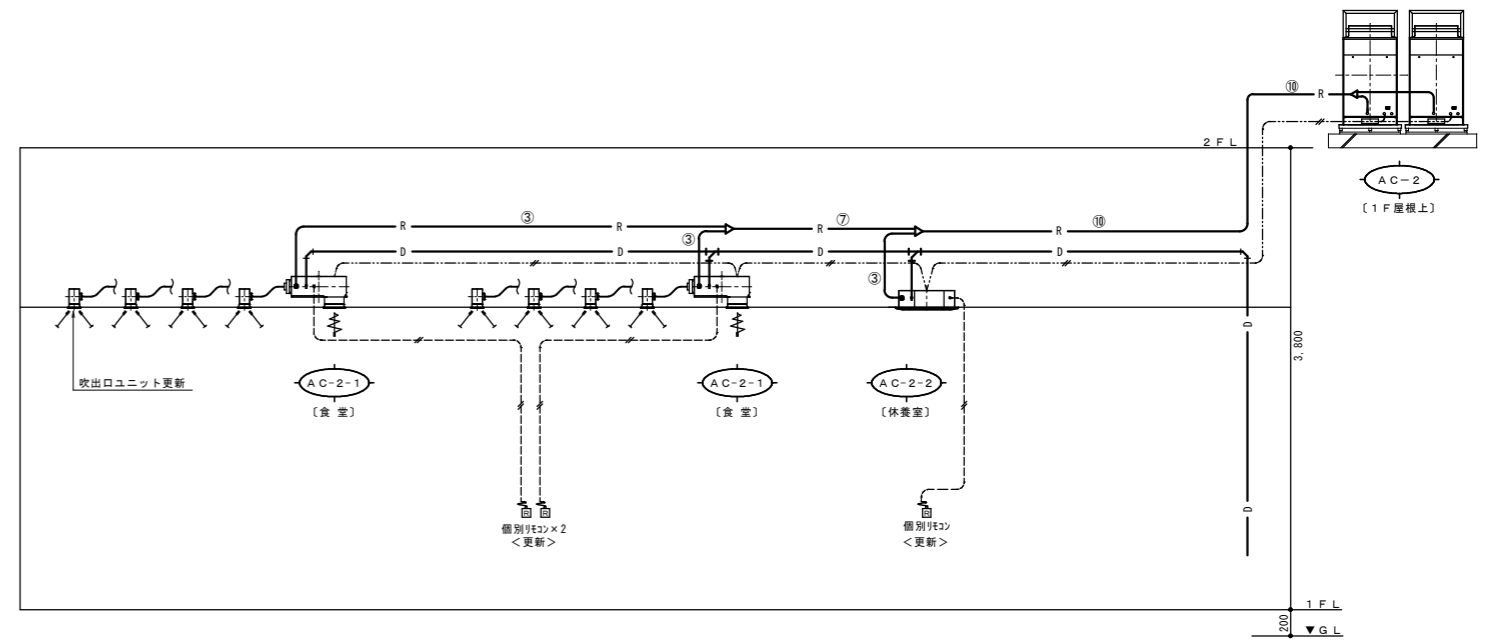 ⑩
R
2FL
AC-2
〔1F屋根上〕
R ③ R ⑦ R R ⑩
③
D D D D
③
D
3,800
吹出口ユニット更新
AC-2-1
〔食 堂〕
AC-2-1
〔食 堂〕
AC-2-2
〔休養室〕
R R
個別リモコン×2
<更新>
R
個別リモコン
<更新>
D
1FL
200
▼GL